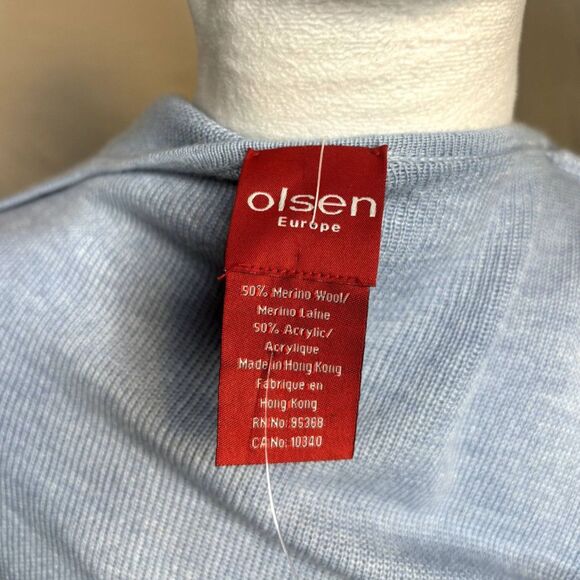 olsen
Europe
50% Merino Wool/
Merino Laine
50% Acrylic/
Acrylique
Made in Hong Kong
Fabrique en
Hong Kong
RN No: 95368
CA No: 10340